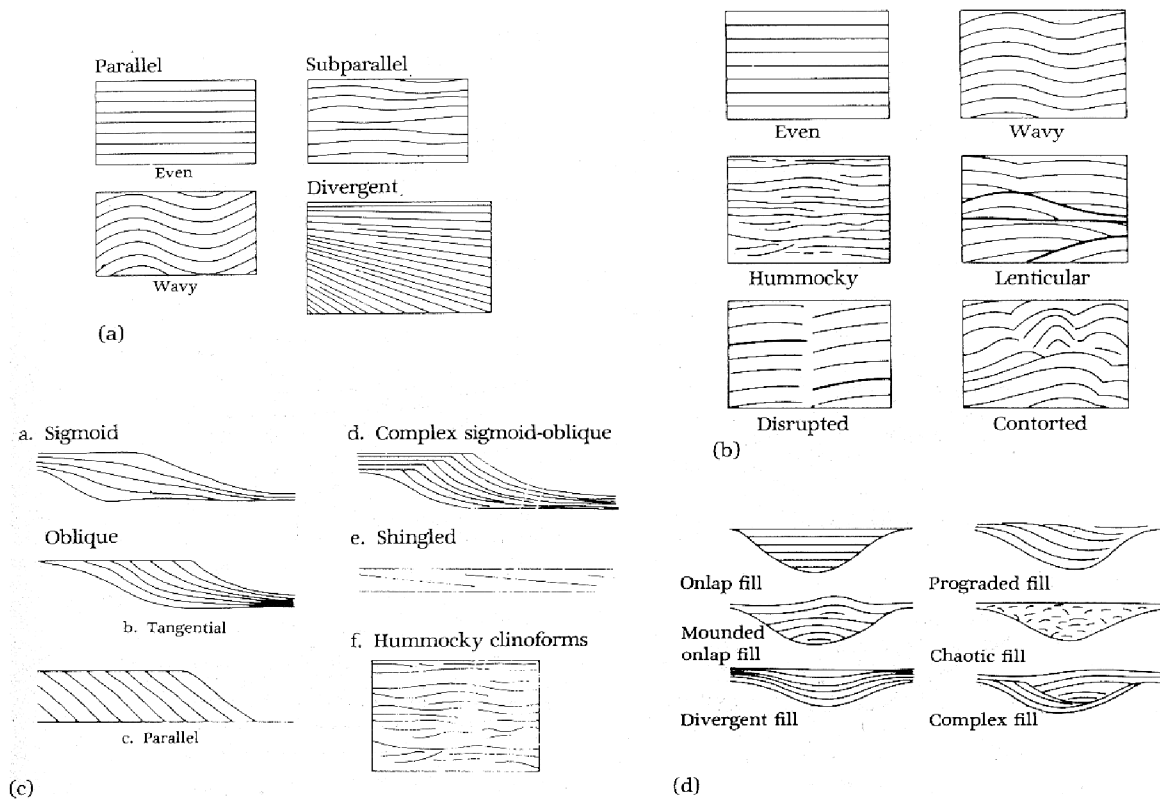 Parallel
Subparallel
Even
Divergent
Wavy
(a)
Even
Wavy
Hummocky
Lenticular
Disrupted
Contorted
(b)
a. Sigmoid
d. Complex sigmoid-oblique
Oblique
e. Shingled
b. Tangential
f. Hummocky clinoforms
c. Parallel
(c)
Onlap fill
Prograded fill
Mounded
onlap fill
Chaotic fill
Divergent fill
Complex fill
(d)